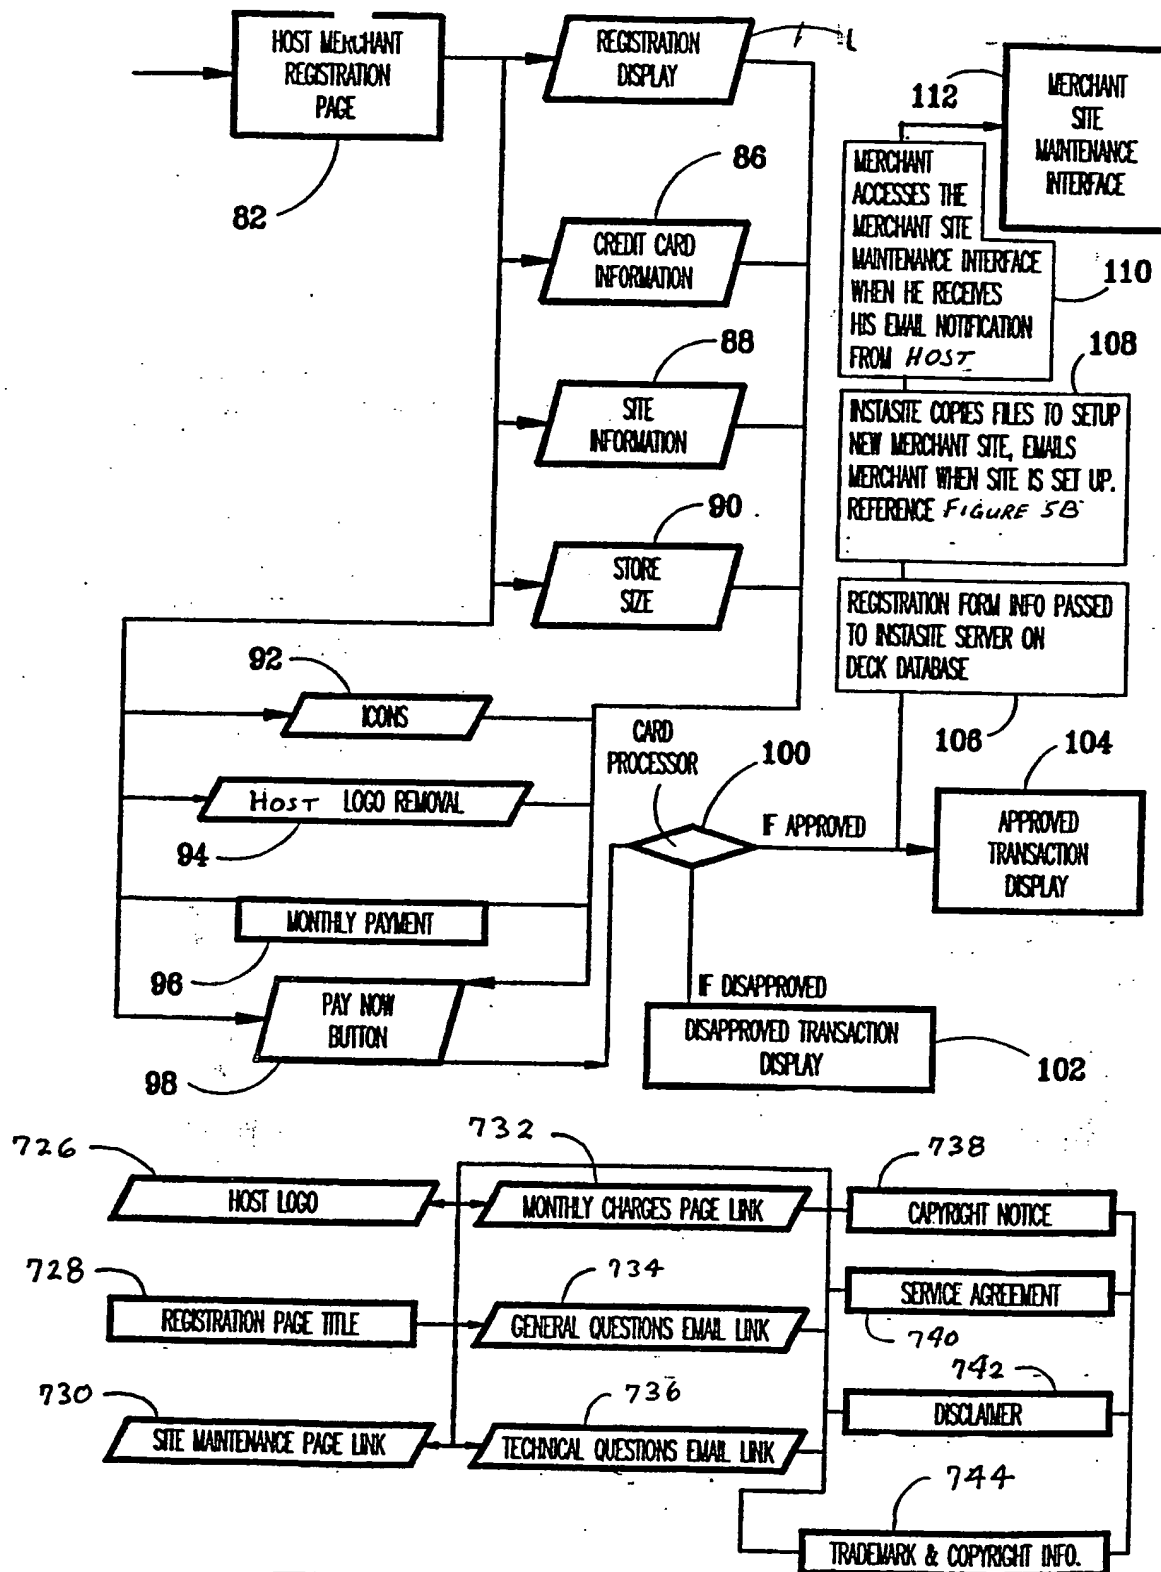 HOST MERCHANT
REGISTRATION
PAGE
82
REGISTRATION
DISPLAY
86
CREDIT CARD
INFORMATION
88
SITE
INFORMATION
90
STORE
SIZE
112
MERCHANT
SITE
MAINTENANCE
INTERFACE
MERCHANT
ACCESSES THE
MERCHANT SITE
MAINTENANCE INTERFACE
WHEN HE RECEIVES
HIS EMAIL NOTIFICATION
FROM HOST
110
108
INSTASITE COPIES FILES TO SETUP
NEW MERCHANT SITE, EMAILS
MERCHANT WHEN SITE IS SET UP.
REFERENCE FIGURE 5B
REGISTRATION FORM INFO PASSED
TO INSTASITE SERVER ON
DECK DATABASE
106
92
ICONS
HOST LOGO REMOVAL
94
MONTHLY PAYMENT
96
PAY NOW
BUTTON
98
CARD
PROCESSOR
100
IF APPROVED
104
APPROVED
TRANSACTION
DISPLAY
IF DISAPPROVED
DISAPPROVED TRANSACTION
DISPLAY
102
726
HOST LOGO
732
MONTHLY CHARGES PAGE LINK
738
CAPYRIGHT NOTICE
728
REGISTRATION PAGE TITLE
734
GENERAL QUESTIONS EMAIL LINK
SERVICE AGREEMENT
740
730
SITE MAINTENANCE PAGE LINK
736
TECHNICAL QUESTIONS EMAIL LINK
742
DISCLAIMER
744
TRADEMARK & COPYRIGHT INFO.